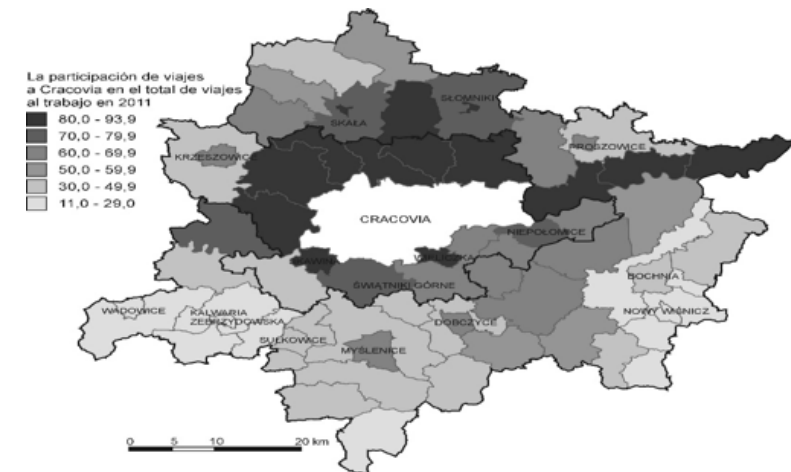 La participación de viajes
a Cracovia en el total de viajes
al trabajo en 2011
80,0 - 93,9
70,0 - 79,9
60,0 - 69,9
50,0 - 59,9
30,0 - 49,9
11,0 - 29,0
SŁOMNIKI
SKAŁA
PROSZOWICE
KRZESZOWICE
CRACOVIA
NIEPOŁOMICE
SKAWINA
WIELICZKA
ŚWIĄTNIKI GÓRNE
BOCHNIA
WADOWICE
KALWARIA
ZEBRZYDOWSKA
DOBCZYCE
NOWY WIŚNICZ
SUŁKOWICE
MYŚLENICE
0 5 10 20 km